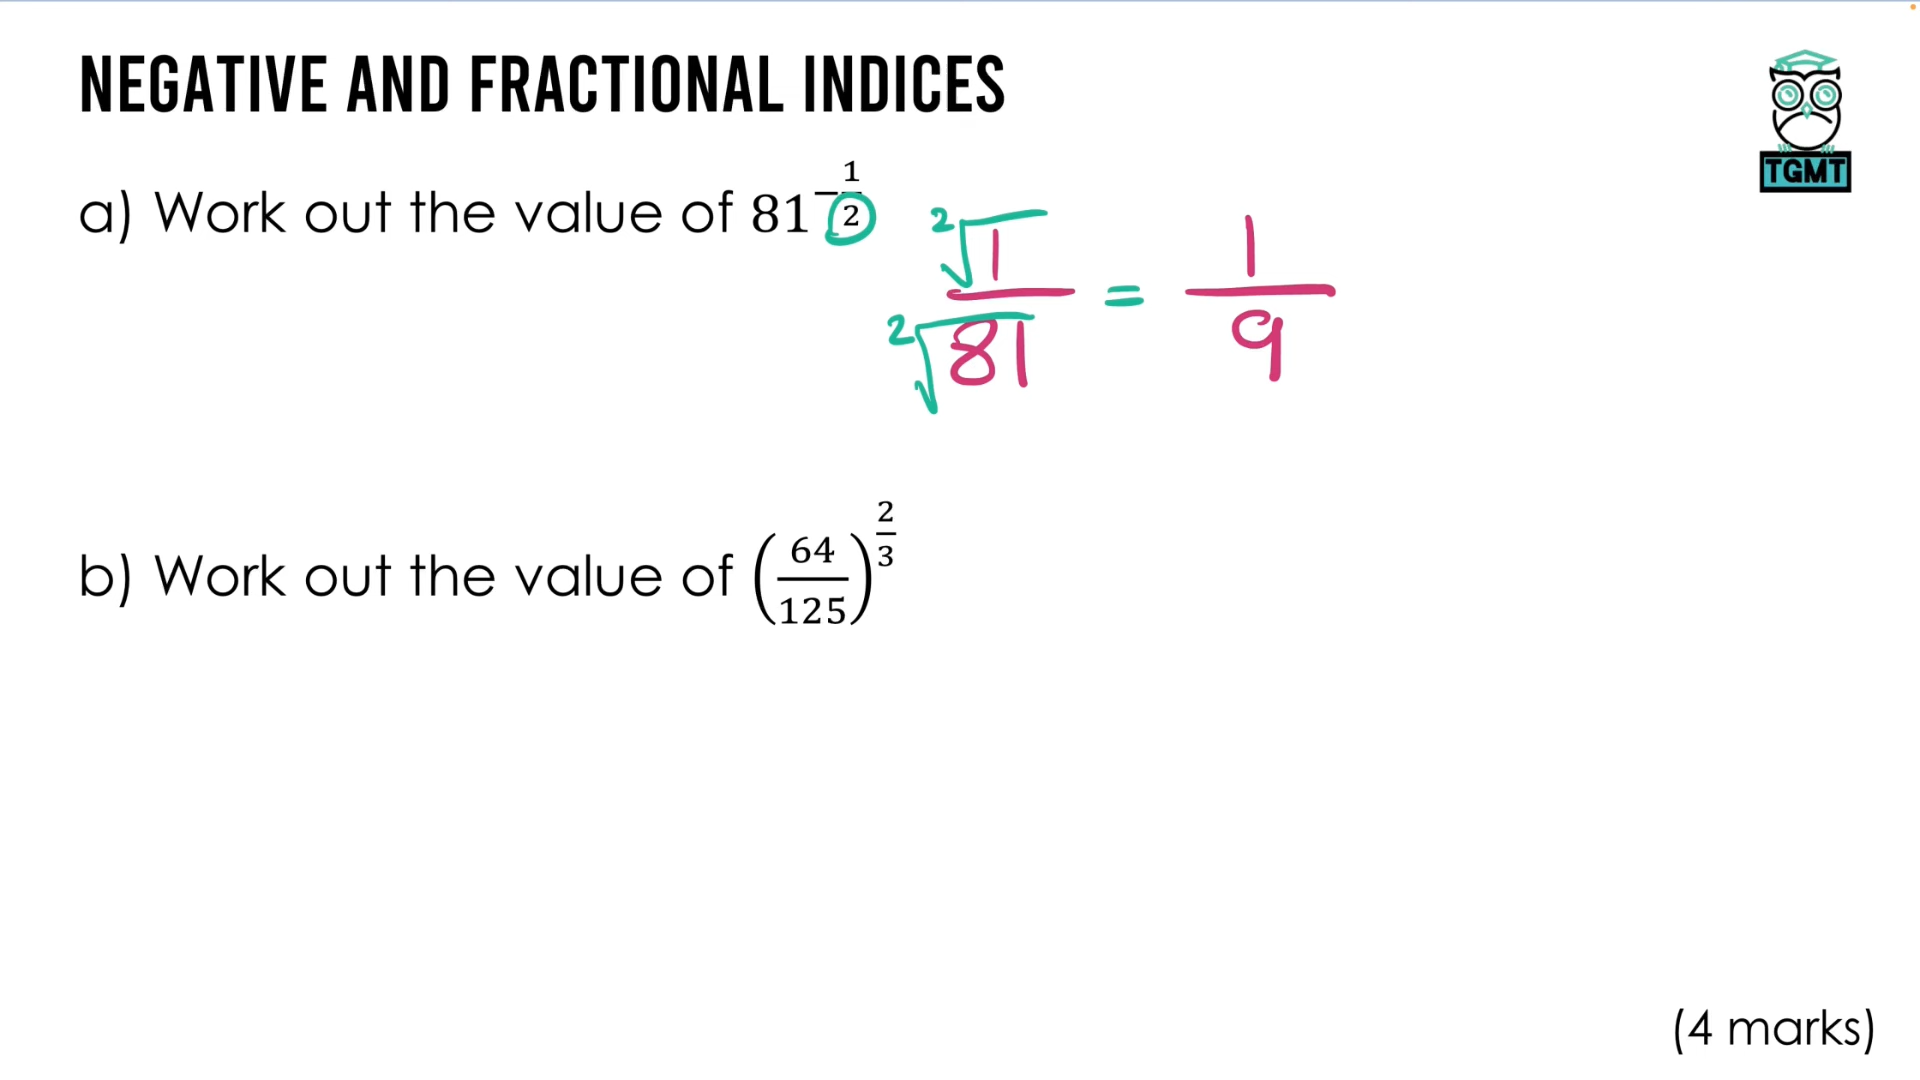 NEGATIVE AND FRACTIONAL INDICES
TGMT
a) Work out the value of 81^(-1/2)
²√1 / ²√81 = 1/9
b) Work out the value of (64/125)^(2/3)
(4 marks)